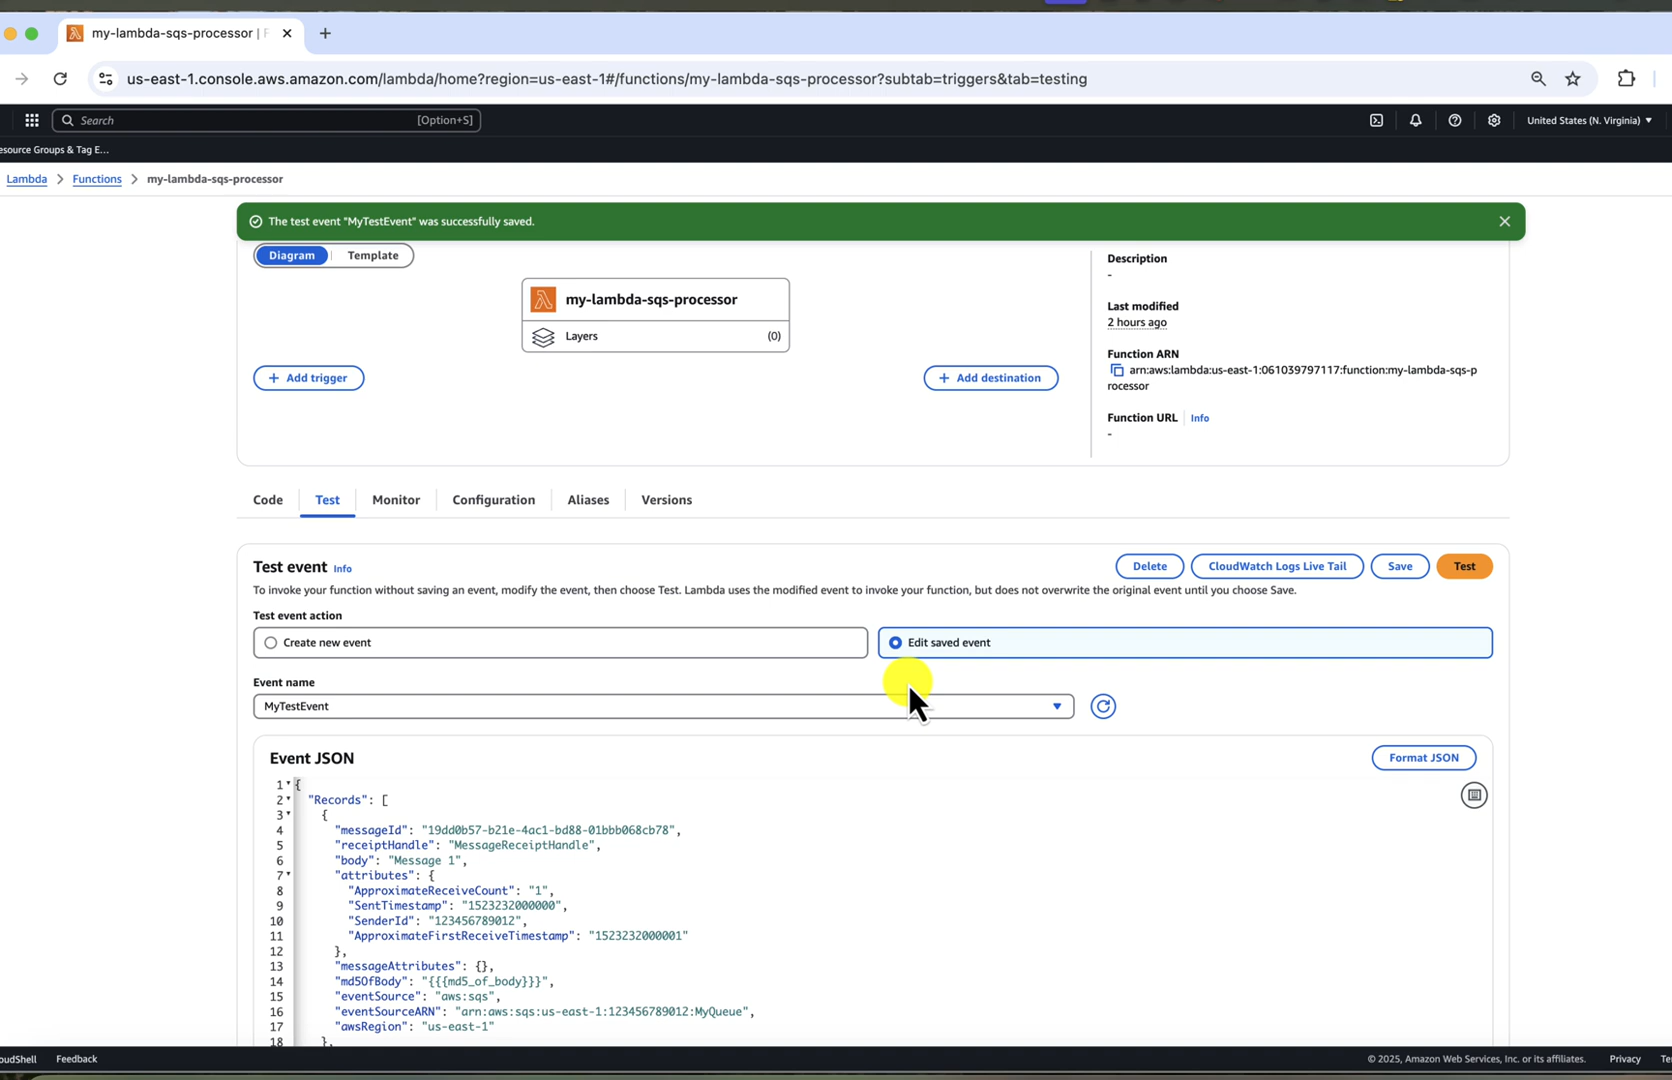 my-lambda-sqs-processor | F
us-east-1.console.aws.amazon.com/lambda/home?region=us-east-1#/functions/my-lambda-sqs-processor?subtab=triggers&tab=testing
Search [Option+S] United States (N. Virginia)
esource Groups & Tag E...
Lambda > Functions > my-lambda-sqs-processor
The test event "MyTestEvent" was successfully saved.
Diagram Template
my-lambda-sqs-processor
Layers (0)
+ Add trigger
+ Add destination
Description
-
Last modified
2 hours ago
Function ARN
arn:aws:lambda:us-east-1:061039797117:function:my-lambda-sqs-p
rocessor
Function URL Info
-
Code Test Monitor Configuration Aliases Versions
Test event Info Delete CloudWatch Logs Live Tail Save Test
To invoke your function without saving an event, modify the event, then choose Test. Lambda uses the modified event to invoke your function, but does not overwrite the original event until you choose Save.
Test event action
Create new event Edit saved event
Event name
MyTestEvent
Event JSON Format JSON
1 {
2 "Records": [
3 {
4 "messageId": "19dd0b57-b21e-4ac1-bd88-01bbb068cb78",
5 "receiptHandle": "MessageReceiptHandle",
6 "body": "Message 1",
7 "attributes": {
8 "ApproximateReceiveCount": "1",
9 "SentTimestamp": "1523232000000",
10 "SenderId": "123456789012",
11 "ApproximateFirstReceiveTimestamp": "1523232000001"
12 },
13 "messageAttributes": {},
14 "md5OfBody": "{{{md5_of_body}}}",
15 "eventSource": "aws:sqs",
16 "eventSourceARN": "arn:aws:sqs:us-east-1:123456789012:MyQueue",
17 "awsRegion": "us-east-1"
18 },
oudShell Feedback © 2025, Amazon Web Services, Inc. or its affiliates. Privacy Te